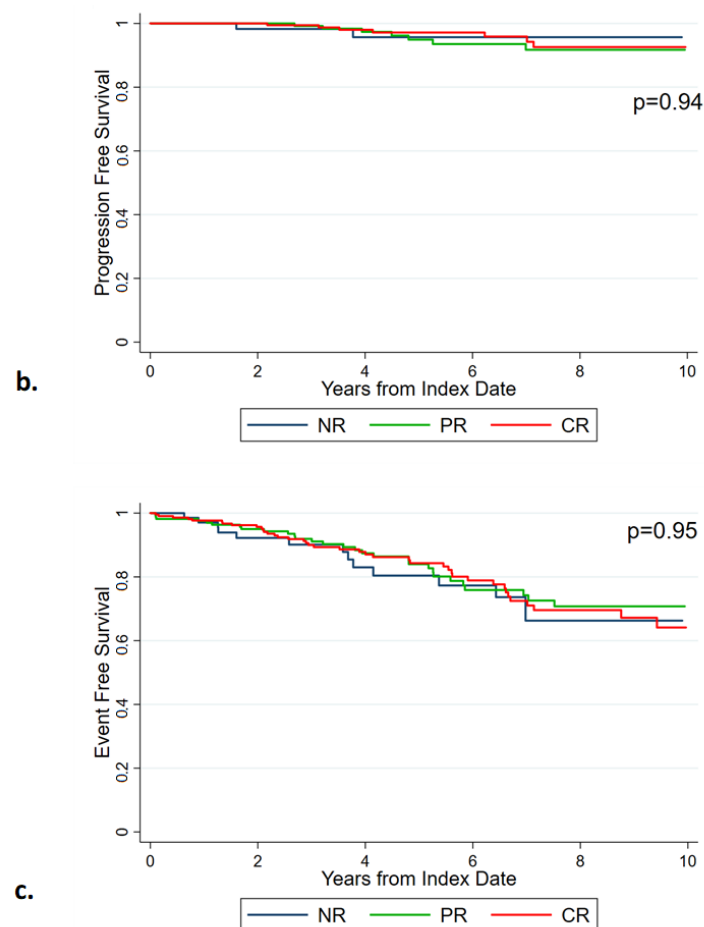 1
0.8
0.6
0.4
0.2
0
Progression Free Survival
p=0.94
0 2 4 6 8 10
Years from Index Date
b.
NR PR CR
1
0.8
0.6
0.4
0.2
0
Event Free Survival
p=0.95
0 2 4 6 8 10
Years from Index Date
c.
NR PR CR